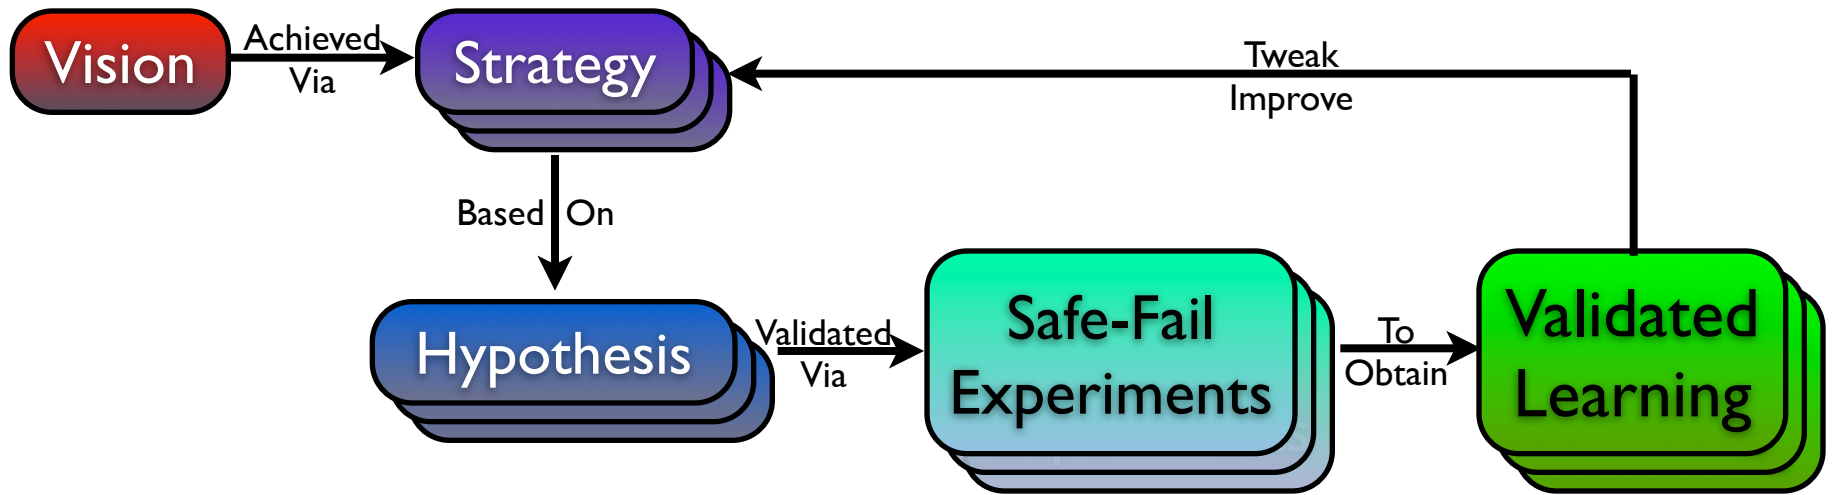 Vision
Achieved
Via
Strategy
Tweak
Improve
Based On
Hypothesis
Validated
Via
Safe-Fail
Experiments
To
Obtain
Validated
Learning